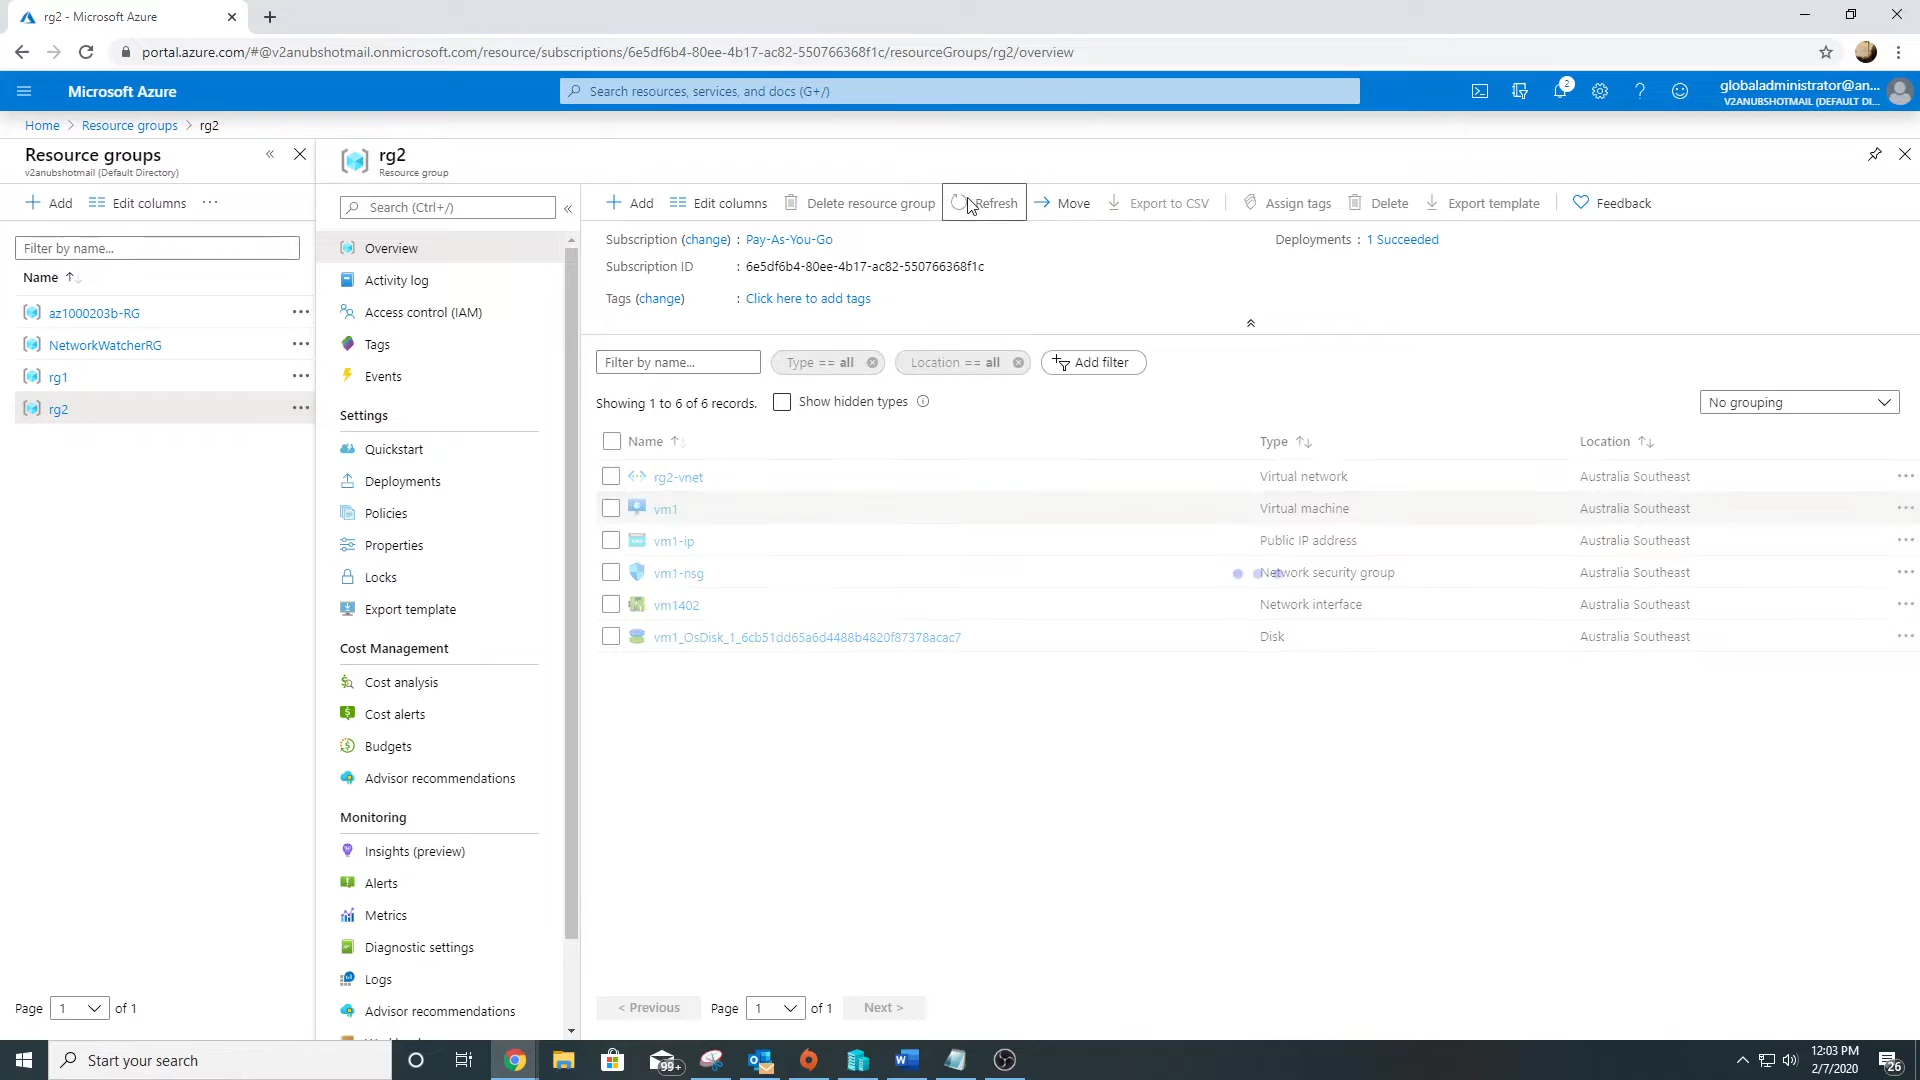 rg2 - Microsoft Azure
portal.azure.com/#@v2anubshotmail.onmicrosoft.com/resource/subscriptions/6e5df6b4-80ee-4b17-ac82-550766368f1c/resourceGroups/rg2/overview
Microsoft Azure
Search resources, services, and docs (G+/)
2
globaladministrator@an...
V2ANUBSHOTMAIL (DEFAULT DI...
Home > Resource groups > rg2
Resource groups
v2anubshotmail (Default Directory)
Add
Edit columns
Filter by name...
Name
az1000203b-RG
NetworkWatcherRG
rg1
rg2
Page 1 of 1
rg2
Resource group
Search (Ctrl+/)
Overview
Activity log
Access control (IAM)
Tags
Events
Settings
Quickstart
Deployments
Policies
Properties
Locks
Export template
Cost Management
Cost analysis
Cost alerts
Budgets
Advisor recommendations
Monitoring
Insights (preview)
Alerts
Metrics
Diagnostic settings
Logs
Advisor recommendations
Add
Edit columns
Delete resource group
Refresh
Move
Export to CSV
Assign tags
Delete
Export template
Feedback
Subscription (change) : Pay-As-You-Go
Deployments : 1 Succeeded
Subscription ID : 6e5df6b4-80ee-4b17-ac82-550766368f1c
Tags (change) : Click here to add tags
Filter by name...
Type == all
Location == all
Add filter
Showing 1 to 6 of 6 records.
Show hidden types
No grouping
Name Type Location
rg2-vnet Virtual network Australia Southeast
vm1 Virtual machine Australia Southeast
vm1-ip Public IP address Australia Southeast
vm1-nsg Network security group Australia Southeast
vm1402 Network interface Australia Southeast
vm1_OsDisk_1_6cb51dd65a6d4488b4820f87378acac7 Disk Australia Southeast
< Previous Page 1 of 1 Next >
Start your search
99+
12:03 PM
2/7/2020
26